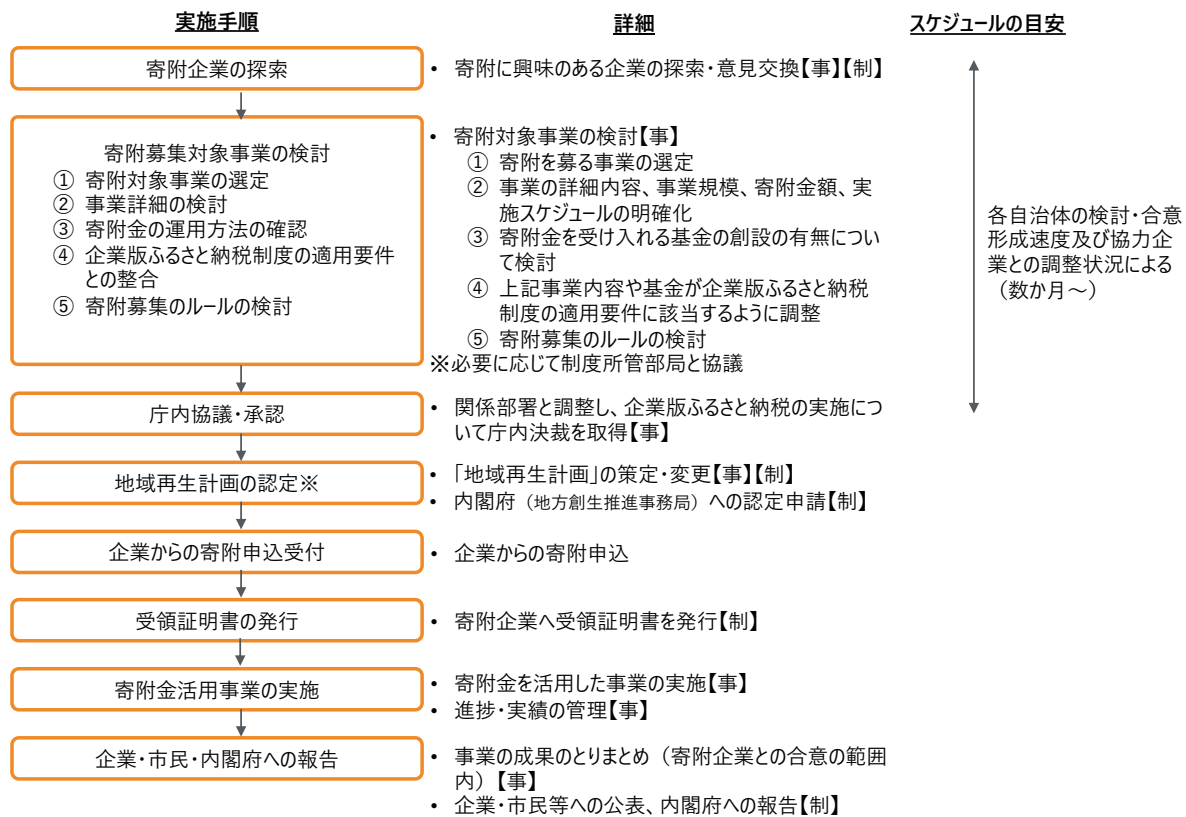 実施手順
詳細
スケジュールの目安
寄附企業の探索
• 寄附に興味のある企業の探索・意見交換【事】【制】
寄附募集対象事業の検討
① 寄附対象事業の選定
② 事業詳細の検討
③ 寄附金の運用方法の確認
④ 企業版ふるさと納税制度の適用要件
との整合
⑤ 寄附募集のルールの検討
• 寄附対象事業の検討【事】
① 寄附を募る事業の選定
② 事業の詳細内容、事業規模、寄附金額、実
施スケジュールの明確化
③ 寄附金を受け入れる基金の創設の有無につい
て検討
④ 上記事業内容や基金が企業版ふるさと納税
制度の適用要件に該当するように調整
⑤ 寄附募集のルールの検討
※必要に応じて制度所管部局と協議
各自治体の検討・合意
形成速度及び協力企
業との調整状況による
（数か月～）
庁内協議・承認
• 関係部署と調整し、企業版ふるさと納税の実施につ
いて庁内決裁を取得【事】
地域再生計画の認定※
• 「地域再生計画」の策定・変更【事】【制】
• 内閣府（地方創生推進事務局）への認定申請【制】
企業からの寄附申込受付
• 企業からの寄附申込
受領証明書の発行
• 寄附企業へ受領証明書を発行【制】
寄附金活用事業の実施
• 寄附金を活用した事業の実施【事】
• 進捗・実績の管理【事】
企業・市民・内閣府への報告
• 事業の成果のとりまとめ（寄附企業との合意の範囲
内）【事】
• 企業・市民等への公表、内閣府への報告【制】